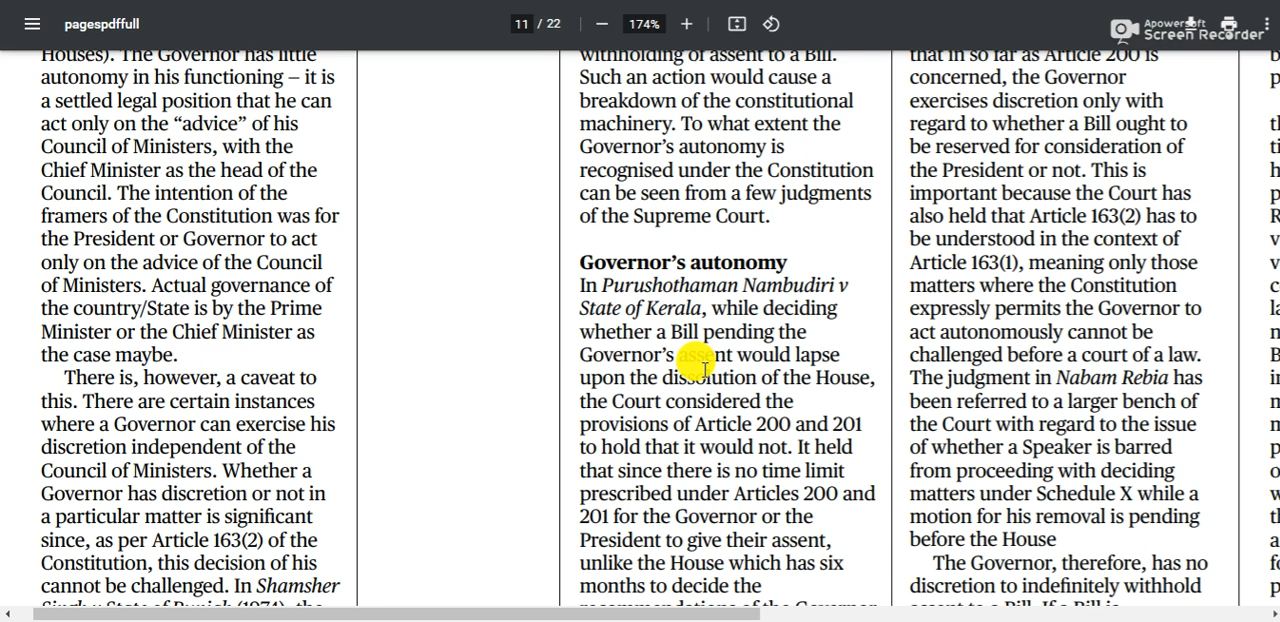 pagespdffull
11 / 22
174%
Apowersoft
Screen Recorder
Houses). The Governor has little
autonomy in his functioning – it is
a settled legal position that he can
act only on the “advice” of his
Council of Ministers, with the
Chief Minister as the head of the
Council. The intention of the
framers of the Constitution was for
the President or Governor to act
only on the advice of the Council
of Ministers. Actual governance of
the country/State is by the Prime
Minister or the Chief Minister as
the case maybe.
There is, however, a caveat to
this. There are certain instances
where a Governor can exercise his
discretion independent of the
Council of Ministers. Whether a
Governor has discretion or not in
a particular matter is significant
since, as per Article 163(2) of the
Constitution, this decision of his
cannot be challenged. In Shamsher
Singh v State of Punjab (1974), the
withholding of assent to a Bill.
Such an action would cause a
breakdown of the constitutional
machinery. To what extent the
Governor’s autonomy is
recognised under the Constitution
can be seen from a few judgments
of the Supreme Court.
Governor’s autonomy
In Purushothaman Nambudiri v
State of Kerala, while deciding
whether a Bill pending the
Governor’s assent would lapse
upon the dissolution of the House,
the Court considered the
provisions of Article 200 and 201
to hold that it would not. It held
that since there is no time limit
prescribed under Articles 200 and
201 for the Governor or the
President to give their assent,
unlike the House which has six
months to decide the
recommendations of the Governor
that in so far as Article 200 is
concerned, the Governor
exercises discretion only with
regard to whether a Bill ought to
be reserved for consideration of
the President or not. This is
important because the Court has
also held that Article 163(2) has to
be understood in the context of
Article 163(1), meaning only those
matters where the Constitution
expressly permits the Governor to
act autonomously cannot be
challenged before a court of a law.
The judgment in Nabam Rebia has
been referred to a larger bench of
the Court with regard to the issue
of whether a Speaker is barred
from proceeding with deciding
matters under Schedule X while a
motion for his removal is pending
before the House
The Governor, therefore, has no
discretion to indefinitely withhold
assent to a Bill. If a Bill is